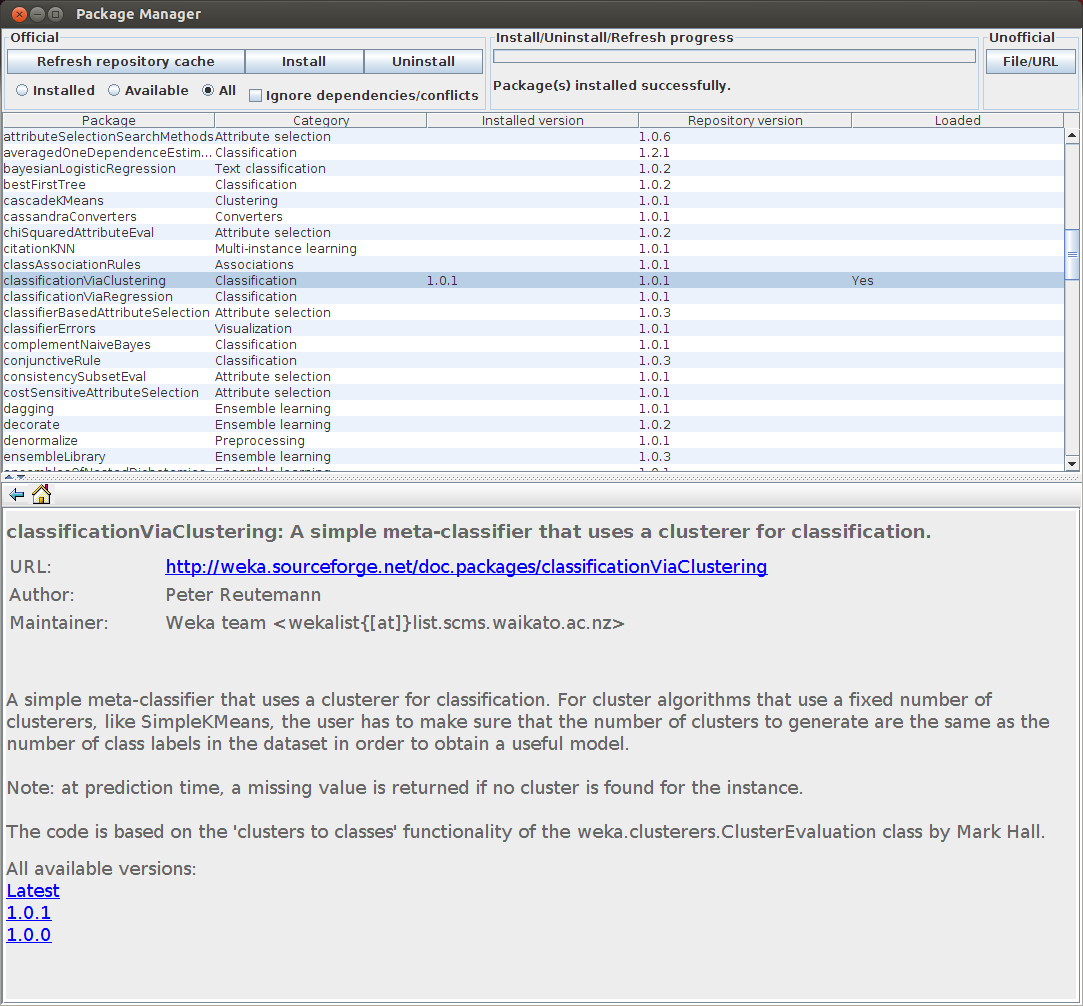 Package Manager
Official
Install/Uninstall/Refresh progress
Unofficial
Refresh repository cache Install Uninstall
File/URL
Package(s) installed successfully.
Installed Available All Ignore dependencies/conflicts
Package Category Installed version Repository version Loaded
attributeSelectionSearchMethods Attribute selection 1.0.6
averagedOneDependenceEstim... Classification 1.2.1
bayesianLogisticRegression Text classification 1.0.2
bestFirstTree Classification 1.0.2
cascadeKMeans Clustering 1.0.1
cassandraConverters Converters 1.0.1
chiSquaredAttributeEval Attribute selection 1.0.2
citationKNN Multi-instance learning 1.0.1
classAssociationRules Associations 1.0.1
classificationViaClustering Classification 1.0.1 1.0.1 Yes
classificationViaRegression Classification 1.0.1
classifierBasedAttributeSelection Attribute selection 1.0.3
classifierErrors Visualization 1.0.1
complementNaiveBayes Classification 1.0.1
conjunctiveRule Classification 1.0.3
consistencySubsetEval Attribute selection 1.0.1
costSensitiveAttributeSelection Attribute selection 1.0.1
dagging Ensemble learning 1.0.1
decorate Ensemble learning 1.0.2
denormalize Preprocessing 1.0.1
ensembleLibrary Ensemble learning 1.0.3
classificationViaClustering: A simple meta-classifier that uses a clusterer for classification.
URL: http://weka.sourceforge.net/doc.packages/classificationViaClustering
Author: Peter Reutemann
Maintainer: Weka team <wekalist{[at]}list.scms.waikato.ac.nz>
A simple meta-classifier that uses a clusterer for classification. For cluster algorithms that use a fixed number of
clusterers, like SimpleKMeans, the user has to make sure that the number of clusters to generate are the same as the
number of class labels in the dataset in order to obtain a useful model.
Note: at prediction time, a missing value is returned if no cluster is found for the instance.
The code is based on the 'clusters to classes' functionality of the weka.clusterers.ClusterEvaluation class by Mark Hall.
All available versions:
Latest
1.0.1
1.0.0